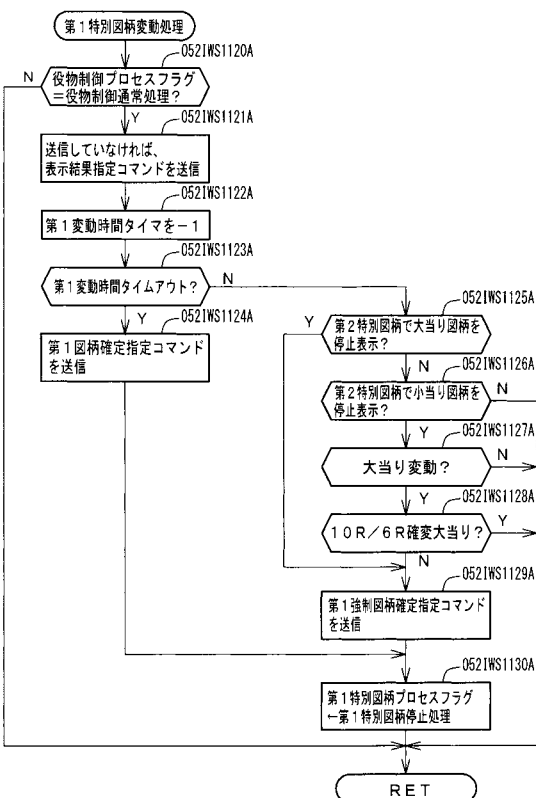 第1特別図柄変動処理
052IWS1120A
N
役物制御プロセスフラグ
=役物制御通常処理?
Y
052IWS1121A
送信していなければ、
表示結果指定コマンドを送信
052IWS1122A
第1変動時間タイマを−1
052IWS1123A
第1変動時間タイムアウト?
N
Y
052IWS1124A
第1図柄確定指定コマンド
を送信
052IWS1125A
Y
第2特別図柄で大当り図柄を
停止表示?
N
052IWS1126A
第2特別図柄で小当り図柄を
停止表示?
N
Y
052IWS1127A
大当り変動?
N
Y
052IWS1128A
10R/6R確変大当り?
Y
N
052IWS1129A
第1強制図柄確定指定コマンド
を送信
052IWS1130A
第1特別図柄プロセスフラグ
←第1特別図柄停止処理
RET